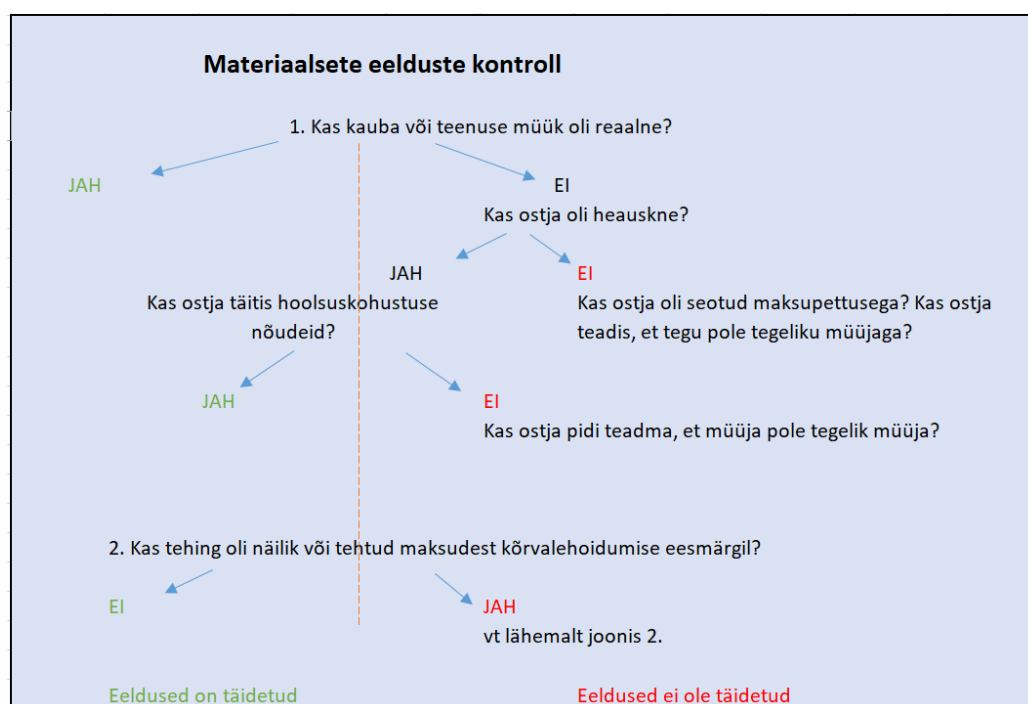 Materiaalsete eelduste kontroll
1. Kas kauba või teenuse müük oli reaalne?
JAH
EI
Kas ostja oli heauskne?
JAH
EI
Kas ostja täitis hoolsuskohustuse
nõudeid?
Kas ostja oli seotud maksupettusega? Kas ostja
teadis, et tegu pole tegeliku müüjaga?
JAH
EI
Kas ostja pidi teadma, et müüja pole tegelik müüja?
2. Kas tehing oli näilik või tehtud maksudest kõrvalehoidumise eesmärgil?
EI
JAH
vt lähemalt joonis 2.
Eeldused on täidetud
Eeldused ei ole täidetud